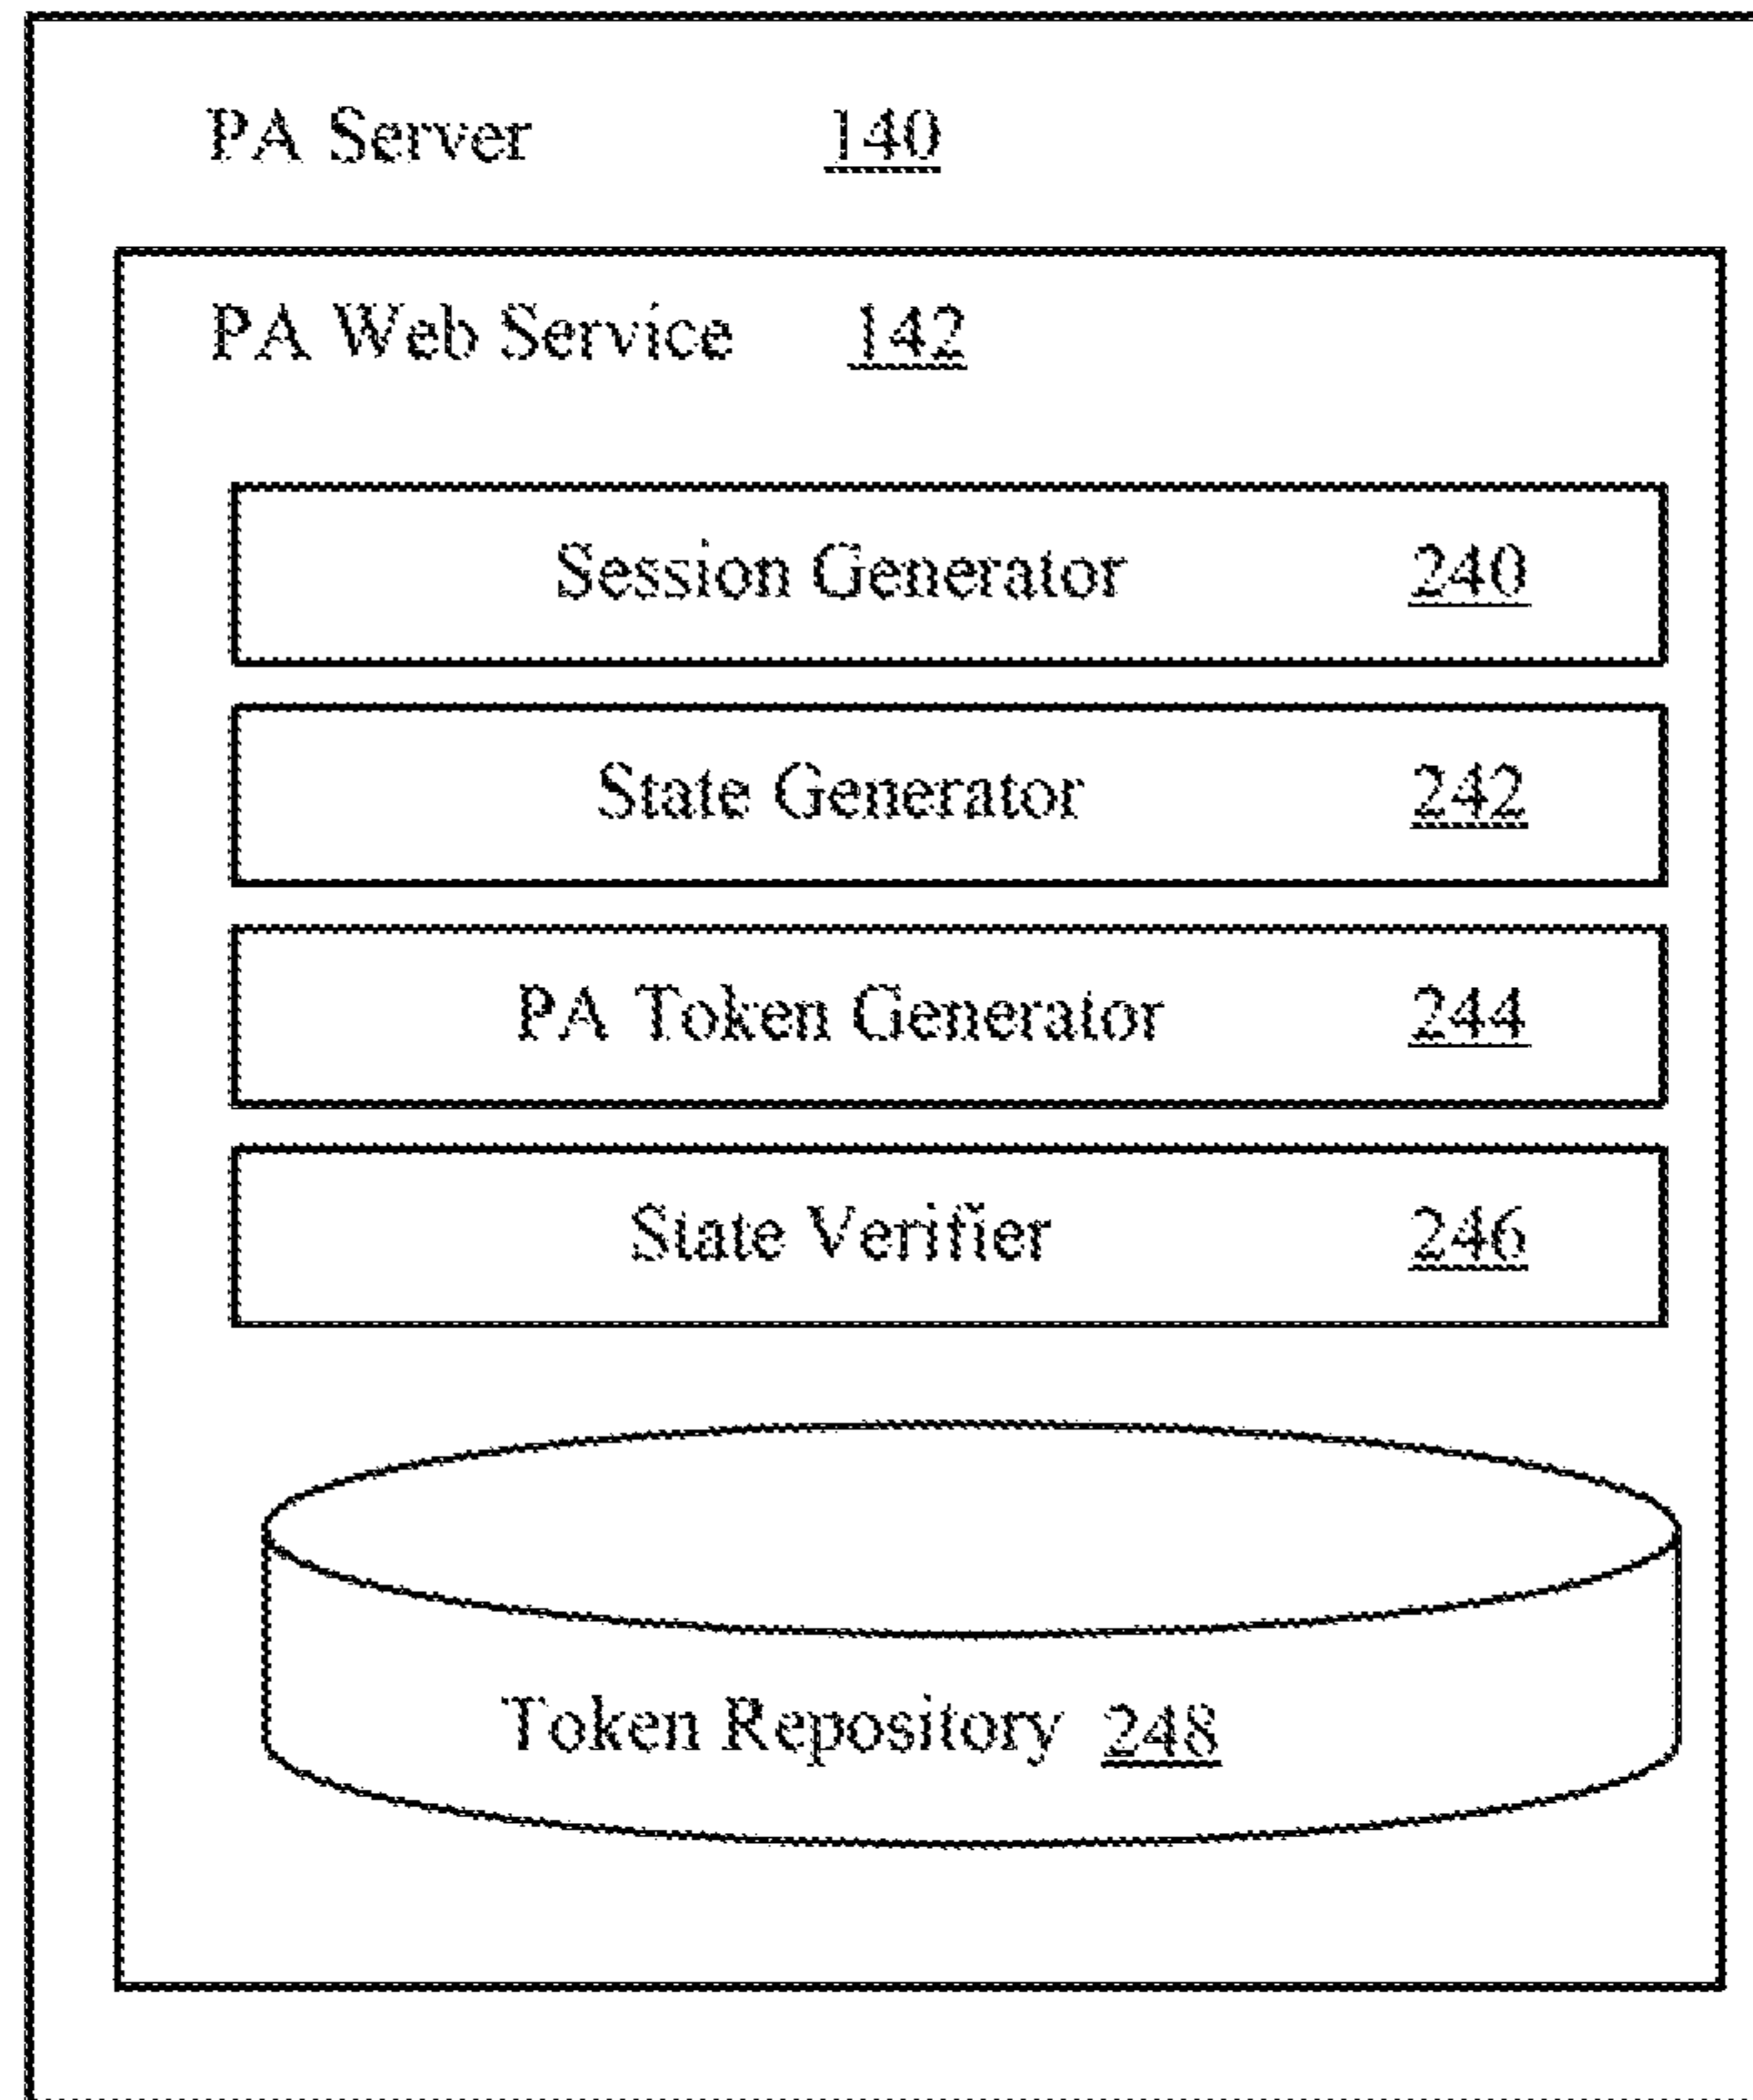 PA Server 140
PA Web Service 142
Session Generator 240
State Generator 242
PA Token Generator 244
State Verifier 246
Token Repository 248